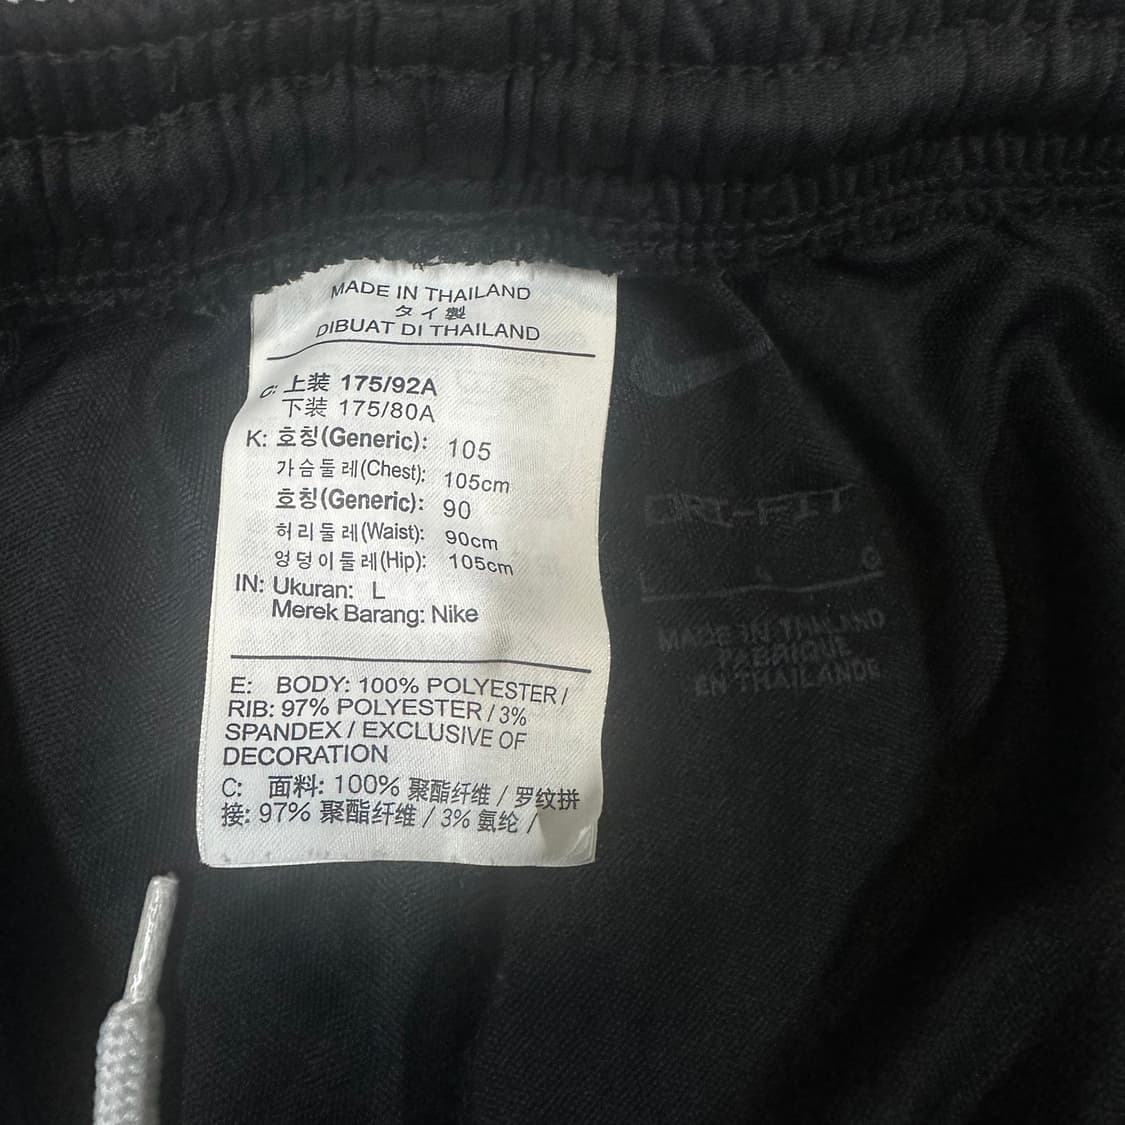 MADE IN THAILAND
タイ製
DIBUAT DI THAILAND
C: 上装 175/92A
下装 175/80A
K: 호칭(Generic): 105
가슴둘레(Chest): 105cm
호칭(Generic): 90
허리둘레(Waist): 90cm
엉덩이둘레(Hip): 105cm
IN: Ukuran: L
Merek Barang: Nike
E: BODY: 100% POLYESTER /
RIB: 97% POLYESTER / 3%
SPANDEX / EXCLUSIVE OF
DECORATION
C: 面料: 100% 聚酯纤维 / 罗纹拼
接: 97% 聚酯纤维 / 3% 氨纶 /
DRI-FIT
L L G
MADE IN THAILAND
FABRIQUE
EN THAILANDE